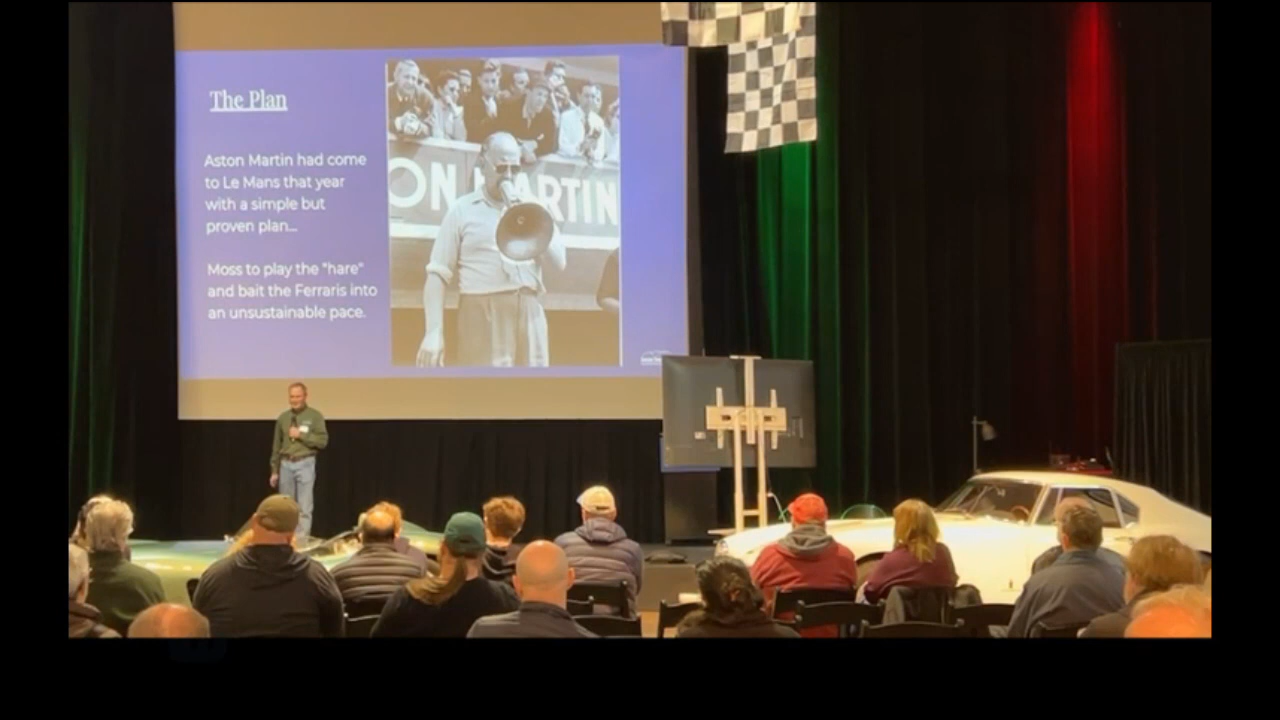 The Plan
Aston Martin had come
to Le Mans that year
with a simple but
proven plan...
Moss to play the "hare"
and bait the Ferraris into
an unsustainable pace.
ON MARTIN